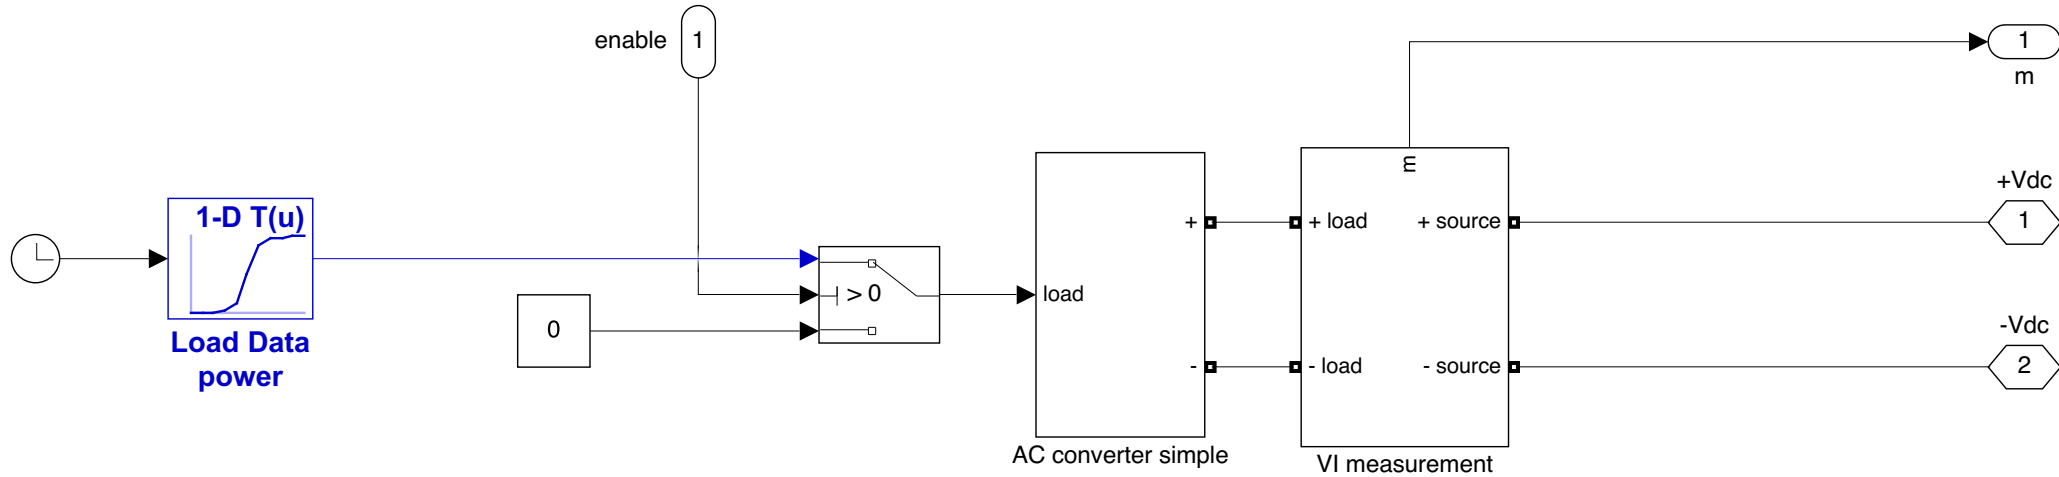 enable
1
1
m
1-D T(u)
Load Data
power
0
> 0
load
+
-
AC converter simple
m
+ load
+ source
- load
- source
VI measurement
+Vdc
1
-Vdc
2